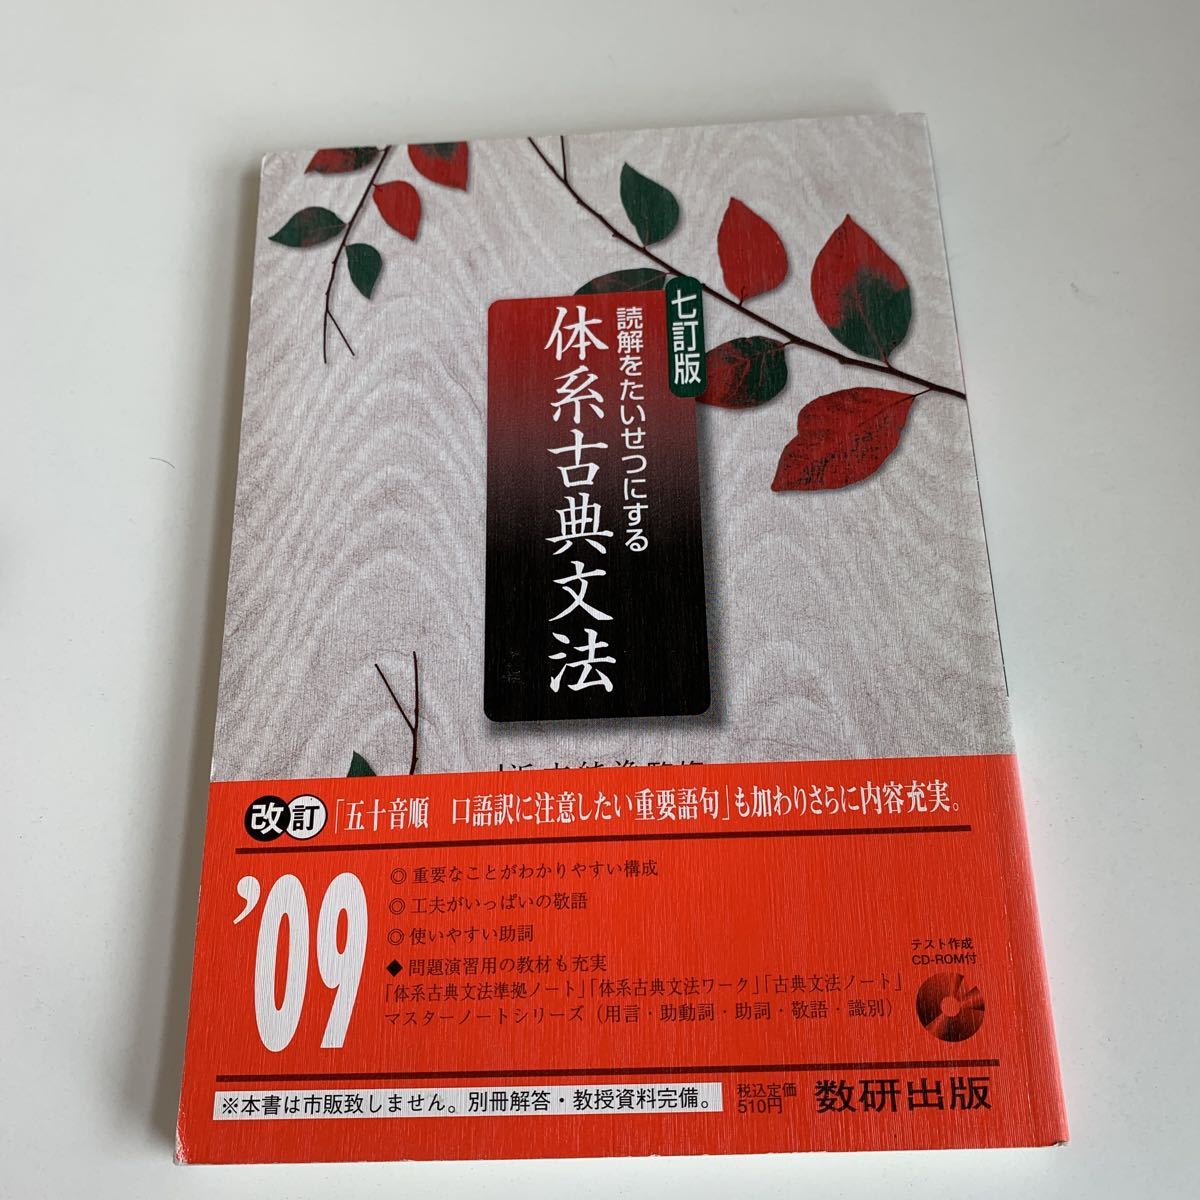 七訂版
読解をたいせつにする
体系古典文法
改訂「五十音順　口語訳に注意したい重要語句」も加わりさらに内容充実。
’09
◎重要なことがわかりやすい構成
◎工夫がいっぱいの敬語
◎使いやすい助詞
◆問題演習用の教材も充実
「体系古典文法準拠ノート」「体系古典文法ワーク」「古典文法ノート」
マスターノートシリーズ（用言・助動詞・助詞・敬語・識別）
テスト作成
CD-ROM付
※本書は市販致しません。別冊解答・教授資料完備。
税込定価
510円
数研出版